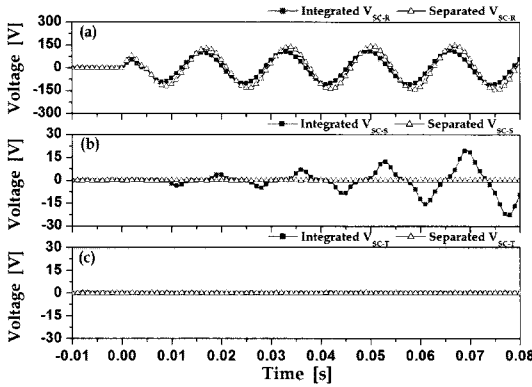 Integrated V_SC-R Separated V_SC-R
300
(a)
150
0
150
300
Voltage [V]
Integrated V_SC-S Separated V_SC-S
30
(b)
15
0
-15
-30
Voltage [V]
Integrated V_SC-T Separated V_SC-T
30
(c)
15
0
-15
-30
Voltage [V]
-0.01 0.00 0.01 0.02 0.03 0.04 0.05 0.06 0.07 0.08
Time [s]